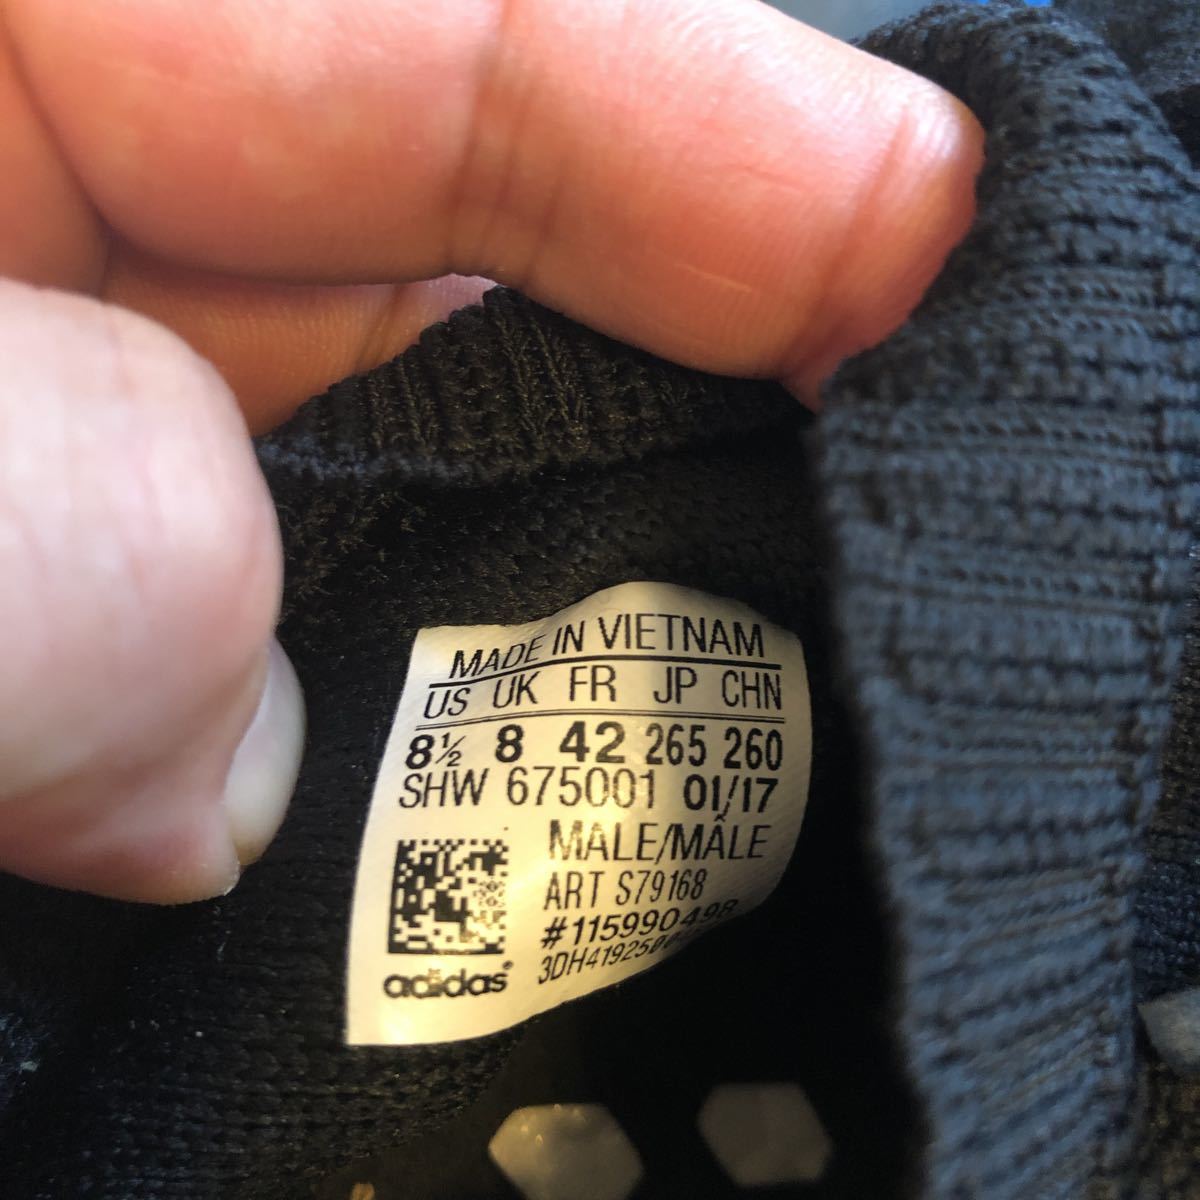 MADE IN VIETNAM
US UK FR JP CHN
8½ 8 42 265 260
SHW 675001 01/17
MALE/MÂLE
ART S79168
#115990498
adidas